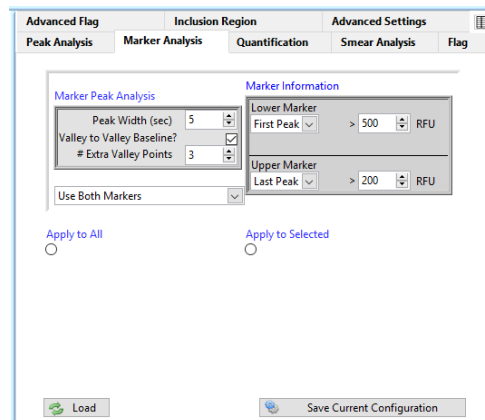 Advanced Flag Inclusion Region Advanced Settings
Peak Analysis Marker Analysis Quantification Smear Analysis Flag
Marker Peak Analysis
Peak Width (sec) 5
Valley to Valley Baseline?
# Extra Valley Points 3
Use Both Markers
Marker Information
Lower Marker
First Peak > 500 RFU
Upper Marker
Last Peak > 200 RFU
Apply to All Apply to Selected
Load Save Current Configuration